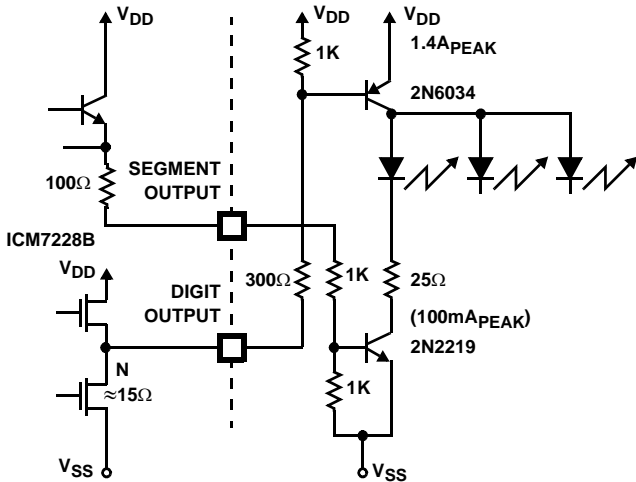 VDD
VDD
VDD
1K
1.4APEAK
2N6034
SEGMENT
OUTPUT
100Ω
ICM7228B
VDD
DIGIT
OUTPUT
300Ω
1K
25Ω
(100mAPEAK)
2N2219
N
≈15Ω
1K
VSS
VSS